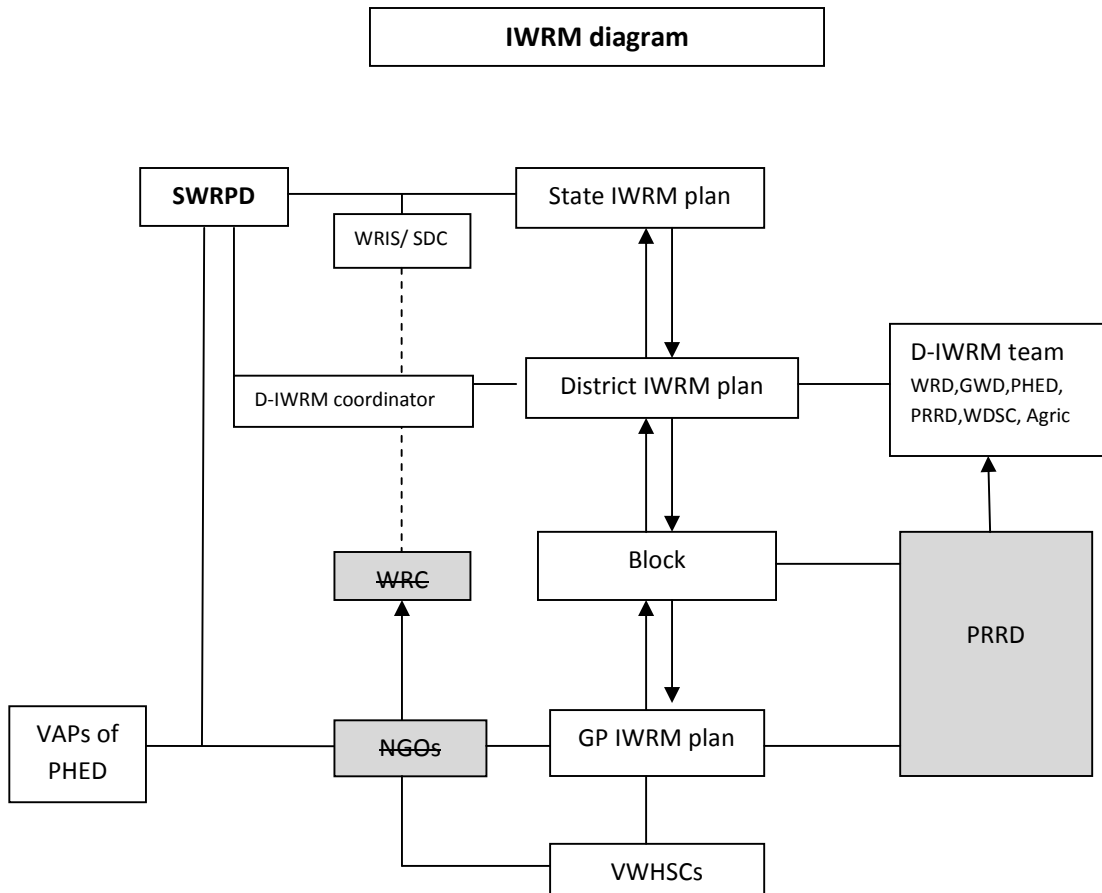 IWRM diagram
SWRPD
State IWRM plan
WRIS/ SDC
D-IWRM team
WRD,GWD,PHED,
PRRD,WDSC, Agric
District IWRM plan
D-IWRM coordinator
Block
WRC
PRRD
VAPs of
PHED
NGOs
GP IWRM plan
VWHSCs